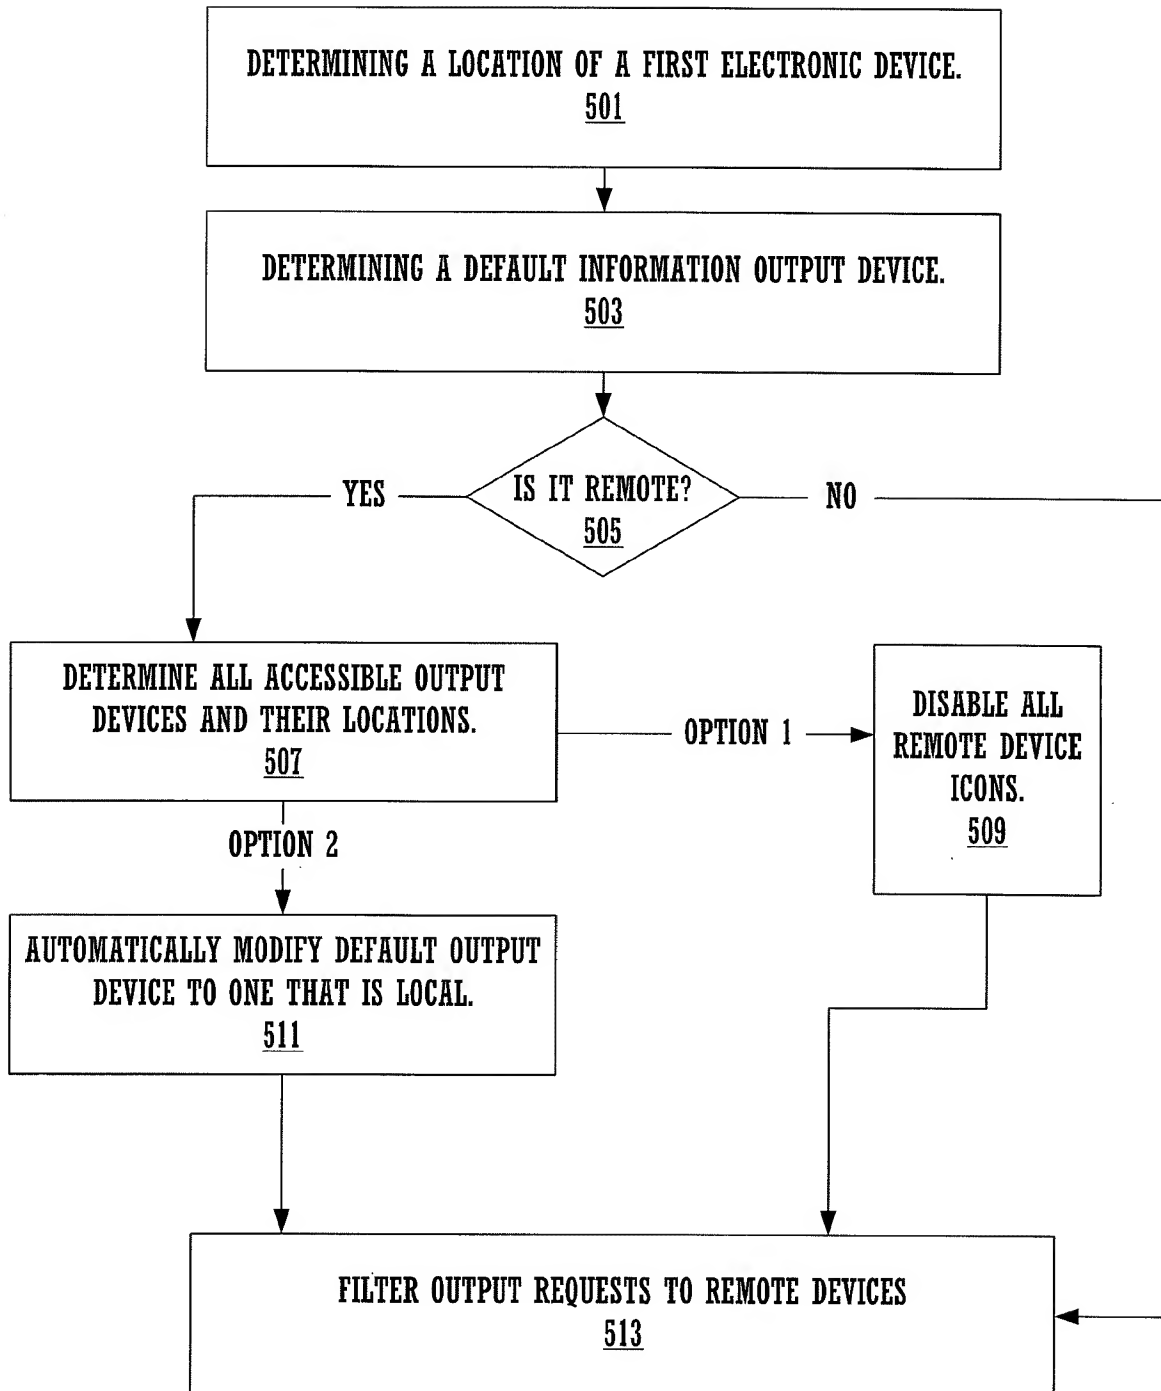 DETERMINING A LOCATION OF A FIRST ELECTRONIC DEVICE.
501
DETERMINING A DEFAULT INFORMATION OUTPUT DEVICE.
503
IS IT REMOTE?
505
YES
NO
DETERMINE ALL ACCESSIBLE OUTPUT
DEVICES AND THEIR LOCATIONS.
507
OPTION 1
DISABLE ALL
REMOTE DEVICE
ICONS.
509
OPTION 2
AUTOMATICALLY MODIFY DEFAULT OUTPUT
DEVICE TO ONE THAT IS LOCAL.
511
FILTER OUTPUT REQUESTS TO REMOTE DEVICES
513